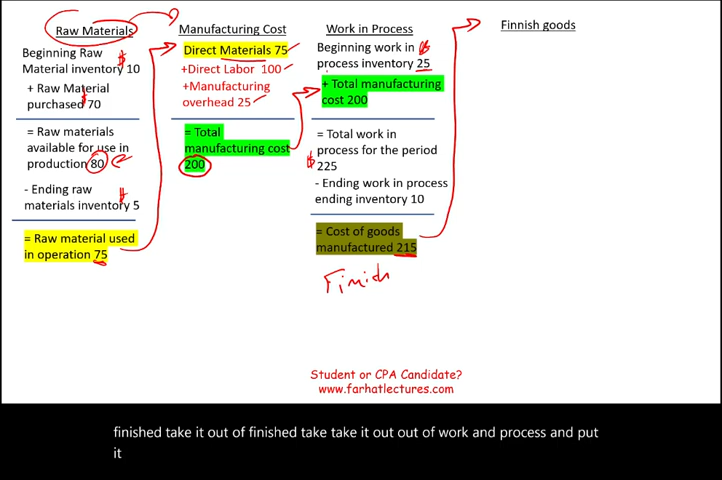 Raw Materials
Beginning Raw $
Material inventory 10
+ Raw Material
purchased $ 70
= Raw materials
available for use in
production 80
- Ending raw $
materials inventory 5
= Raw material used
in operation 75
Manufacturing Cost
Direct Materials 75
+Direct Labor 100
+Manufacturing
overhead 25
= Total
manufacturing cost
200
Work in Process
Beginning work in $
process inventory 25
+ Total manufacturing
cost 200
= Total work in
process for the period
$ 225
- Ending work in process
ending inventory 10
= Cost of goods
manufactured 215
Finish
Finnish goods
Student or CPA Candidate?
www.farhatlectures.com
finished take it out of finished take take it out out of work and process and put
it